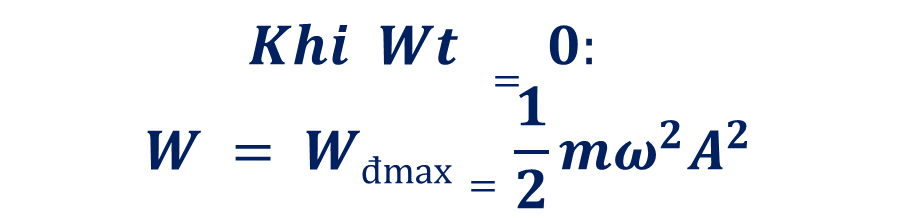 Khi Wt = 0:
W = Wđmax = 1/2 mω²A²